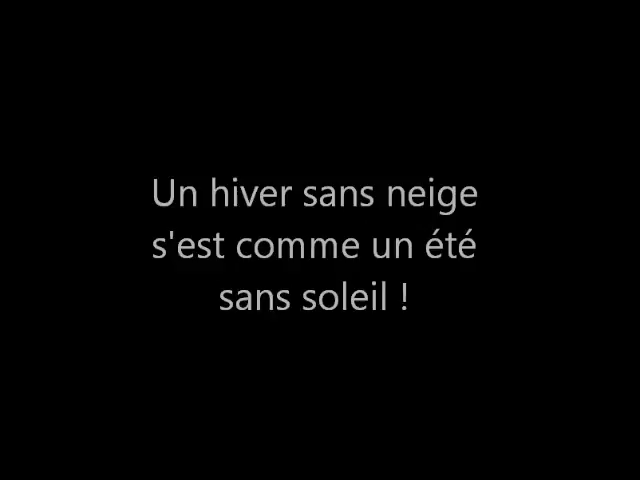 Un hiver sans neige
s'est comme un été
sans soleil !